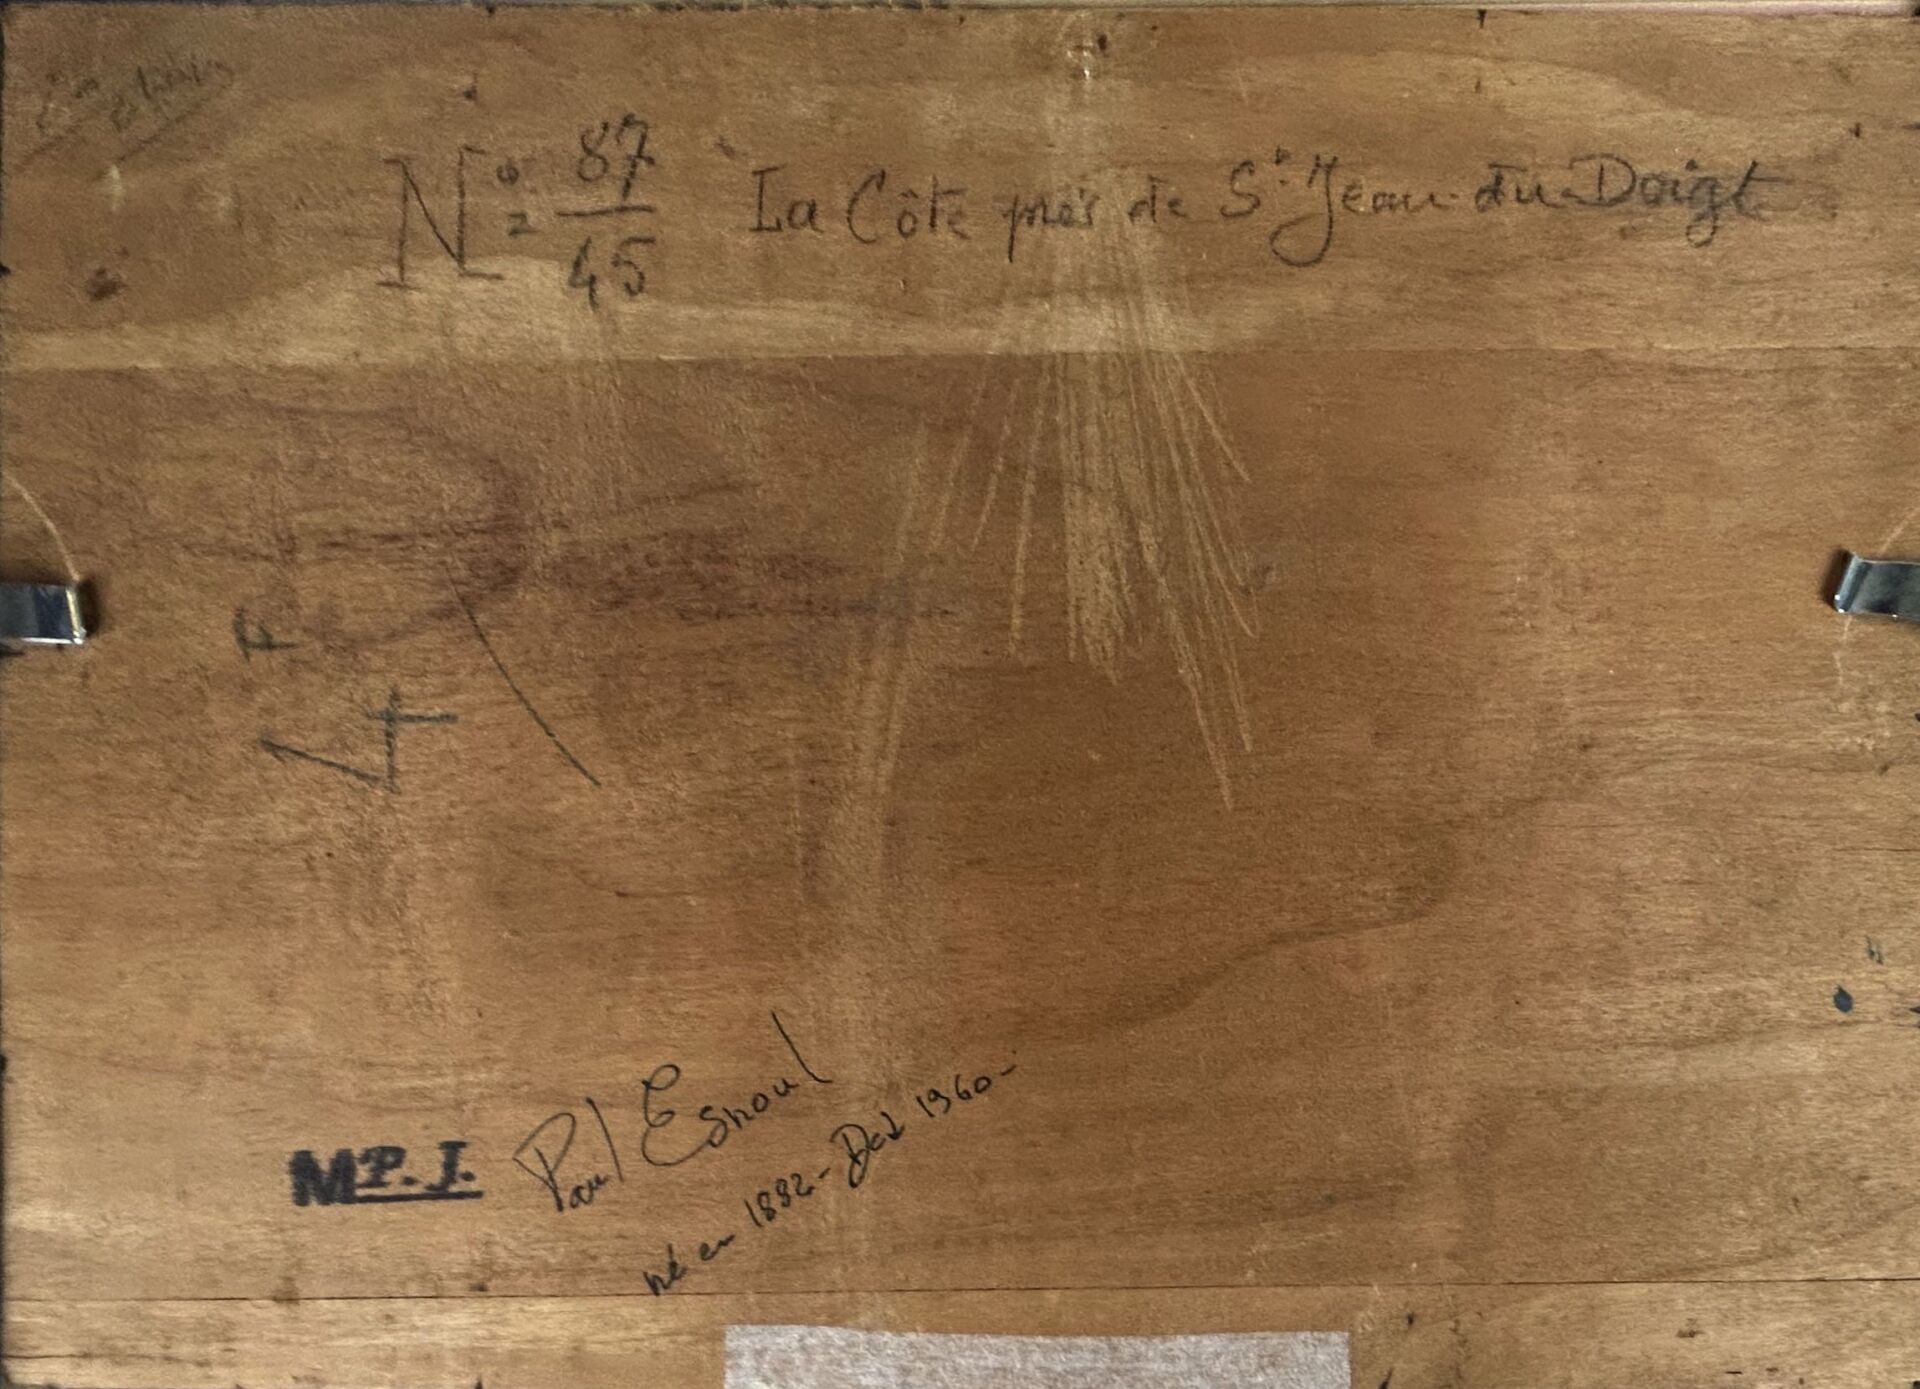 N° 87/45 La Côte près de St. Jean-du-Doigt
4 F
MP.J.
Paul Esnoul
né en 1882 - Dcd 1960 -